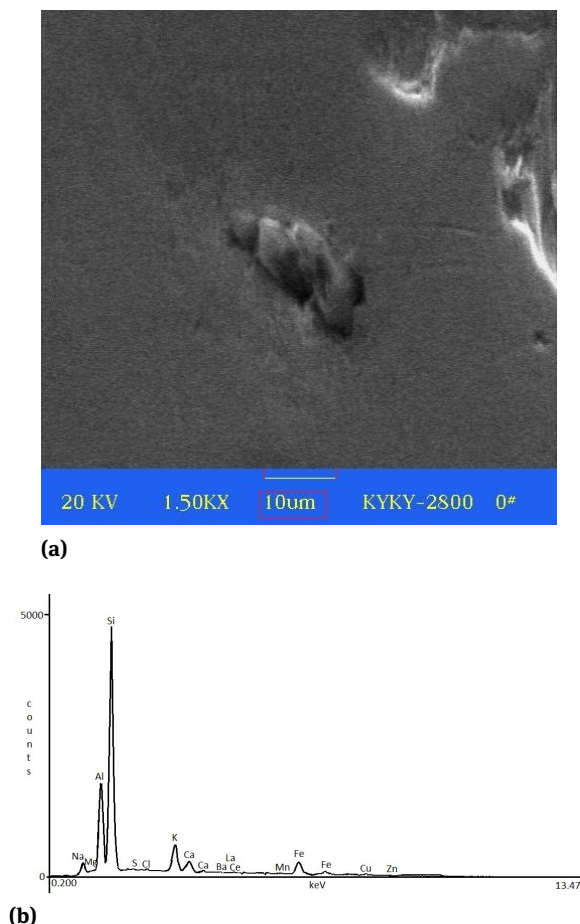 20 KV 1.50KX 10um KYKY-2800 0#
(a)
5000
counts
Si
Al
Na Mg
S Cl
K
Ca
Ca
La
Ba Ce
Mn
Fe
Fe
Cu
Zn
0
0.200 keV 13.47
(b)